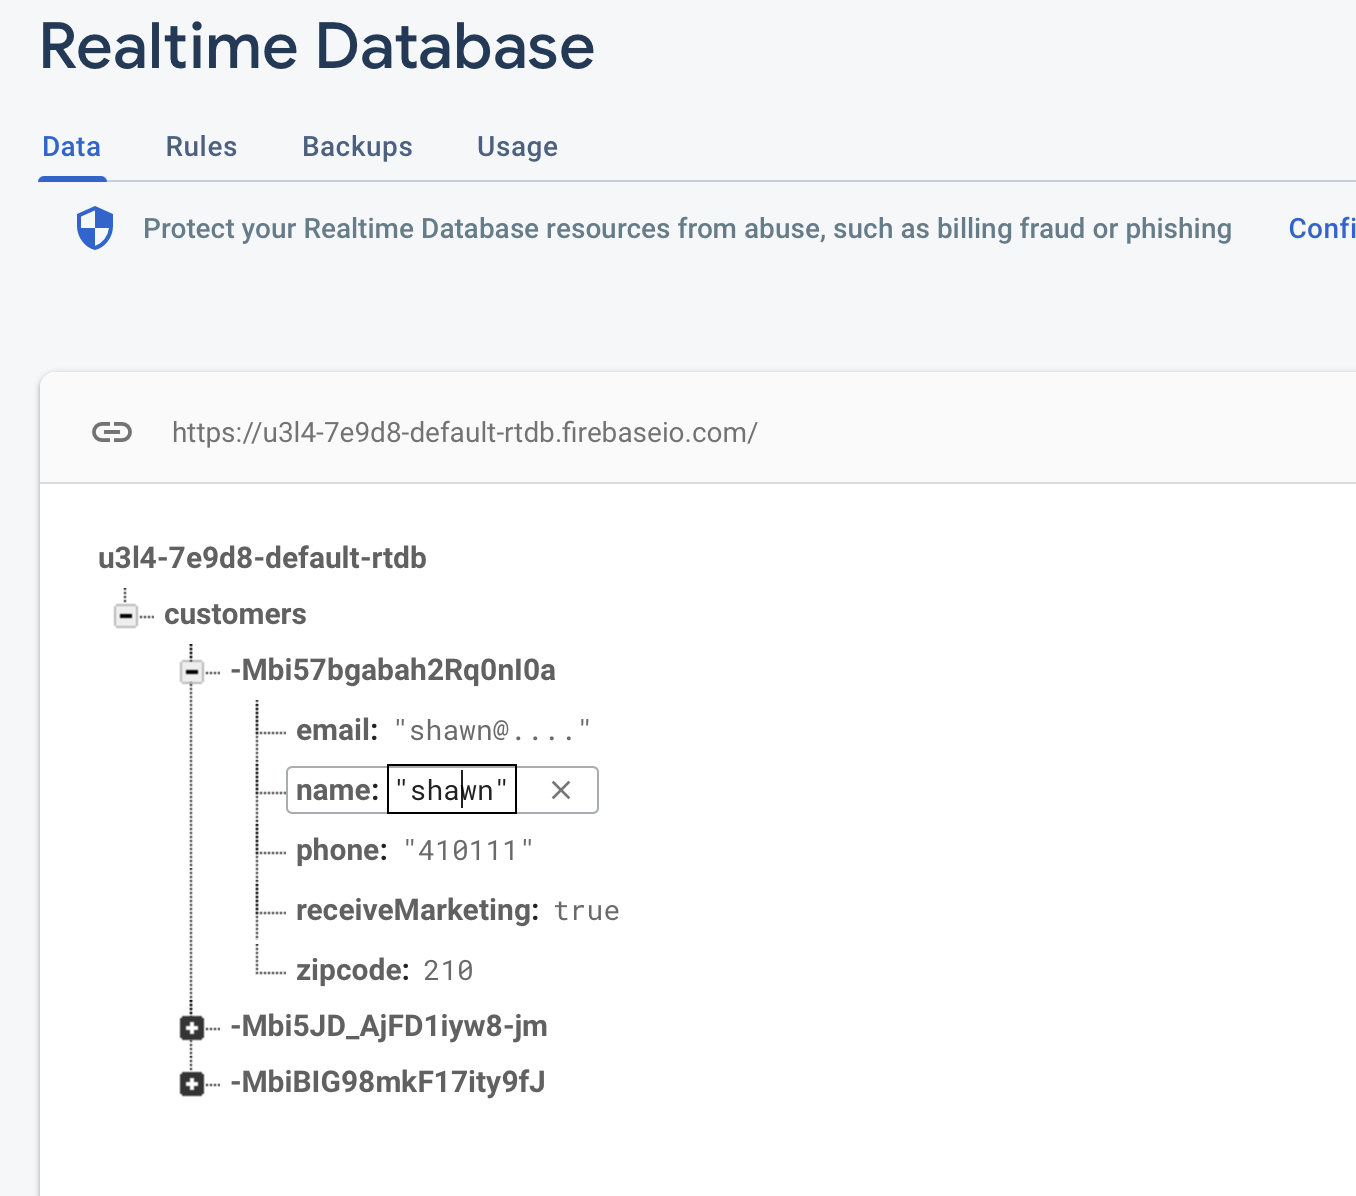 Realtime Database
Data Rules Backups Usage
Protect your Realtime Database resources from abuse, such as billing fraud or phishing Confi
https://u3l4-7e9d8-default-rtdb.firebaseio.com/
u3l4-7e9d8-default-rtdb
customers
-Mbi57bgabah2Rq0nI0a
email: "shawn@...."
name: "shawn"
phone: "410111"
receiveMarketing: true
zipcode: 210
-Mbi5JD_AjFD1iyw8-jm
-MbiBIG98mkF17ity9fJ